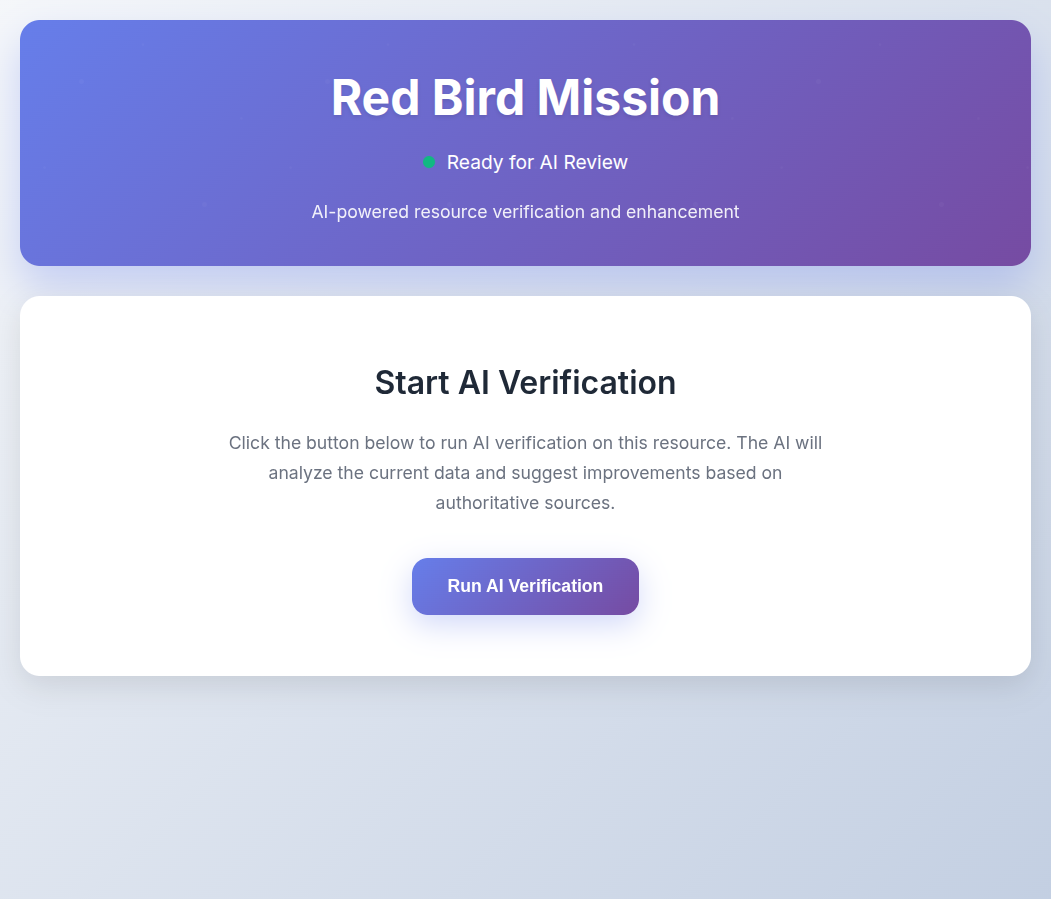 Red Bird Mission
Ready for AI Review
AI-powered resource verification and enhancement
Start AI Verification
Click the button below to run AI verification on this resource. The AI will
analyze the current data and suggest improvements based on
authoritative sources.
Run AI Verification